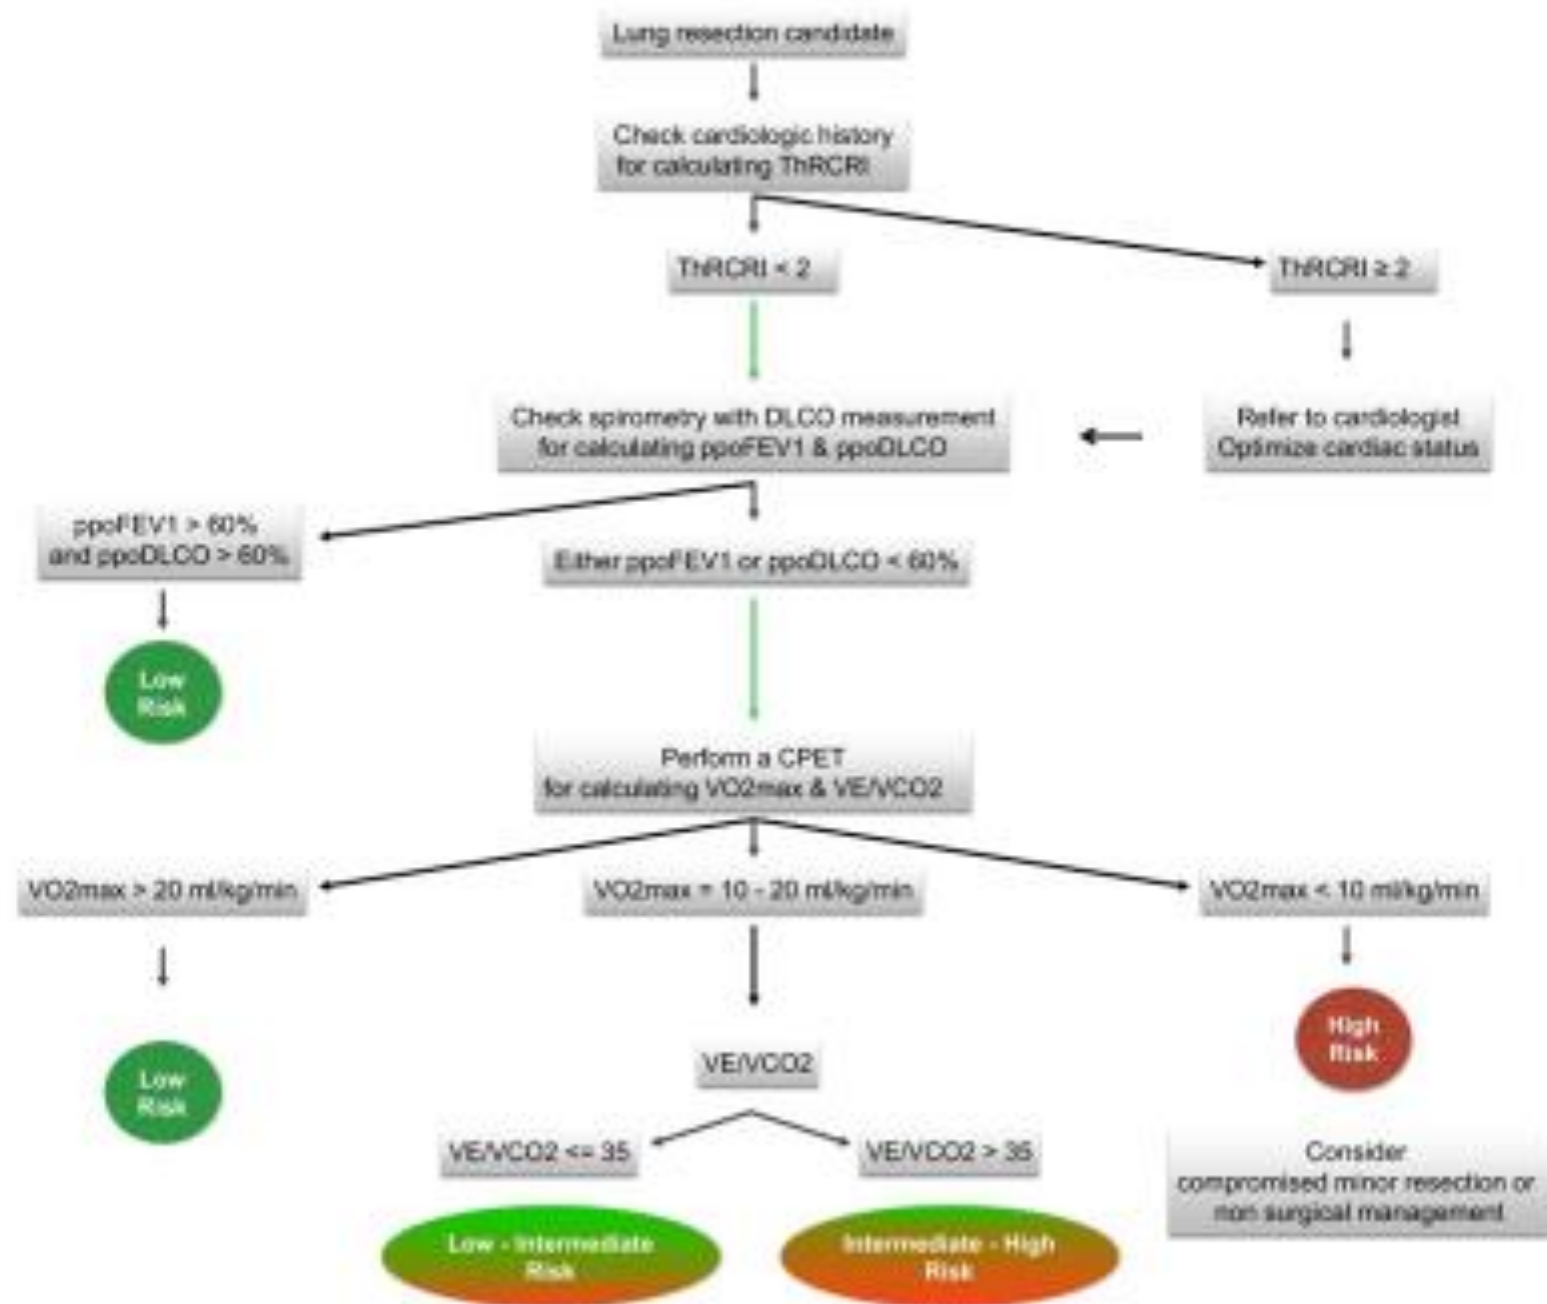 Lung resection candidate
Check cardiologic history
for calculating ThRCRI
ThRCRI < 2
ThRCRI ≥ 2
Check spirometry with DLCO measurement
for calculating ppoFEV1 & ppoDLCO
Refer to cardiologist
Optimize cardiac status
ppoFEV1 > 60%
and ppoDLCO > 60%
Either ppoFEV1 or ppoDLCO < 60%
Low
Risk
Perform a CPET
for calculating VO2max & VE/VCO2
VO2max > 20 ml/kg/min
VO2max = 10 - 20 ml/kg/min
VO2max < 10 ml/kg/min
Low
Risk
High
Risk
VE/VCO2
VE/VCO2 <= 35
VE/VCO2 > 35
Consider
compromised minor resection or
non surgical management
Low - Intermediate
Risk
Intermediate - High
Risk